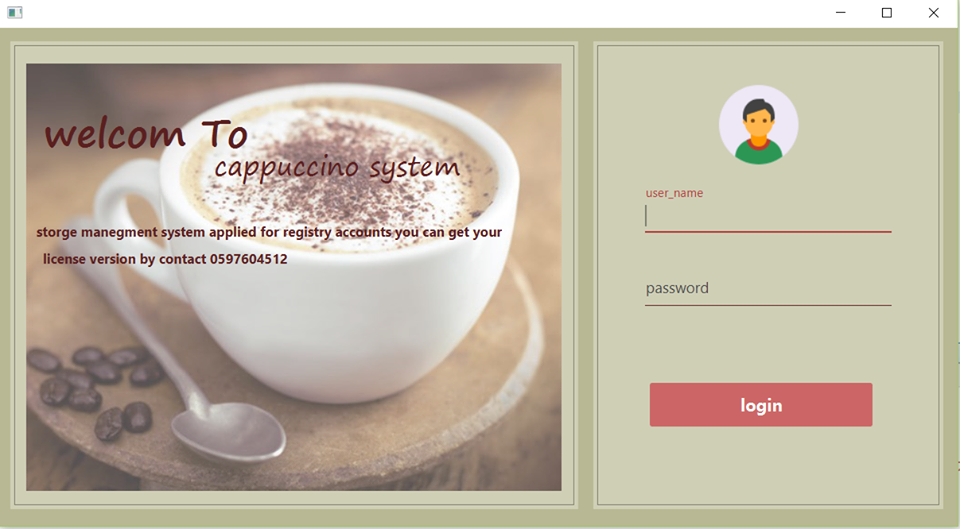 welcom To
cappuccino system
storge manegment system applied for registry accounts you can get your
license version by contact 0597604512
user_name
password
login